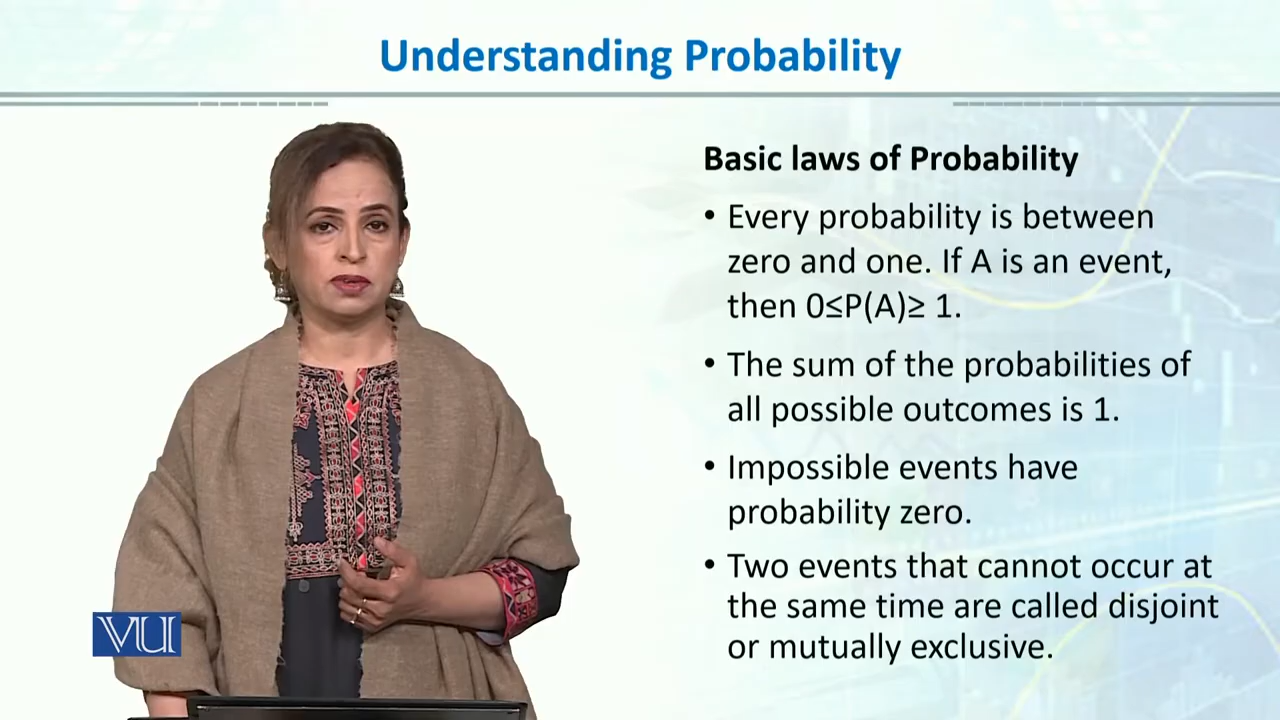 Understanding Probability
Basic laws of Probability
• Every probability is between
zero and one. If A is an event,
then 0≤P(A)≥ 1.
• The sum of the probabilities of
all possible outcomes is 1.
• Impossible events have
probability zero.
• Two events that cannot occur at
the same time are called disjoint
or mutually exclusive.
VU